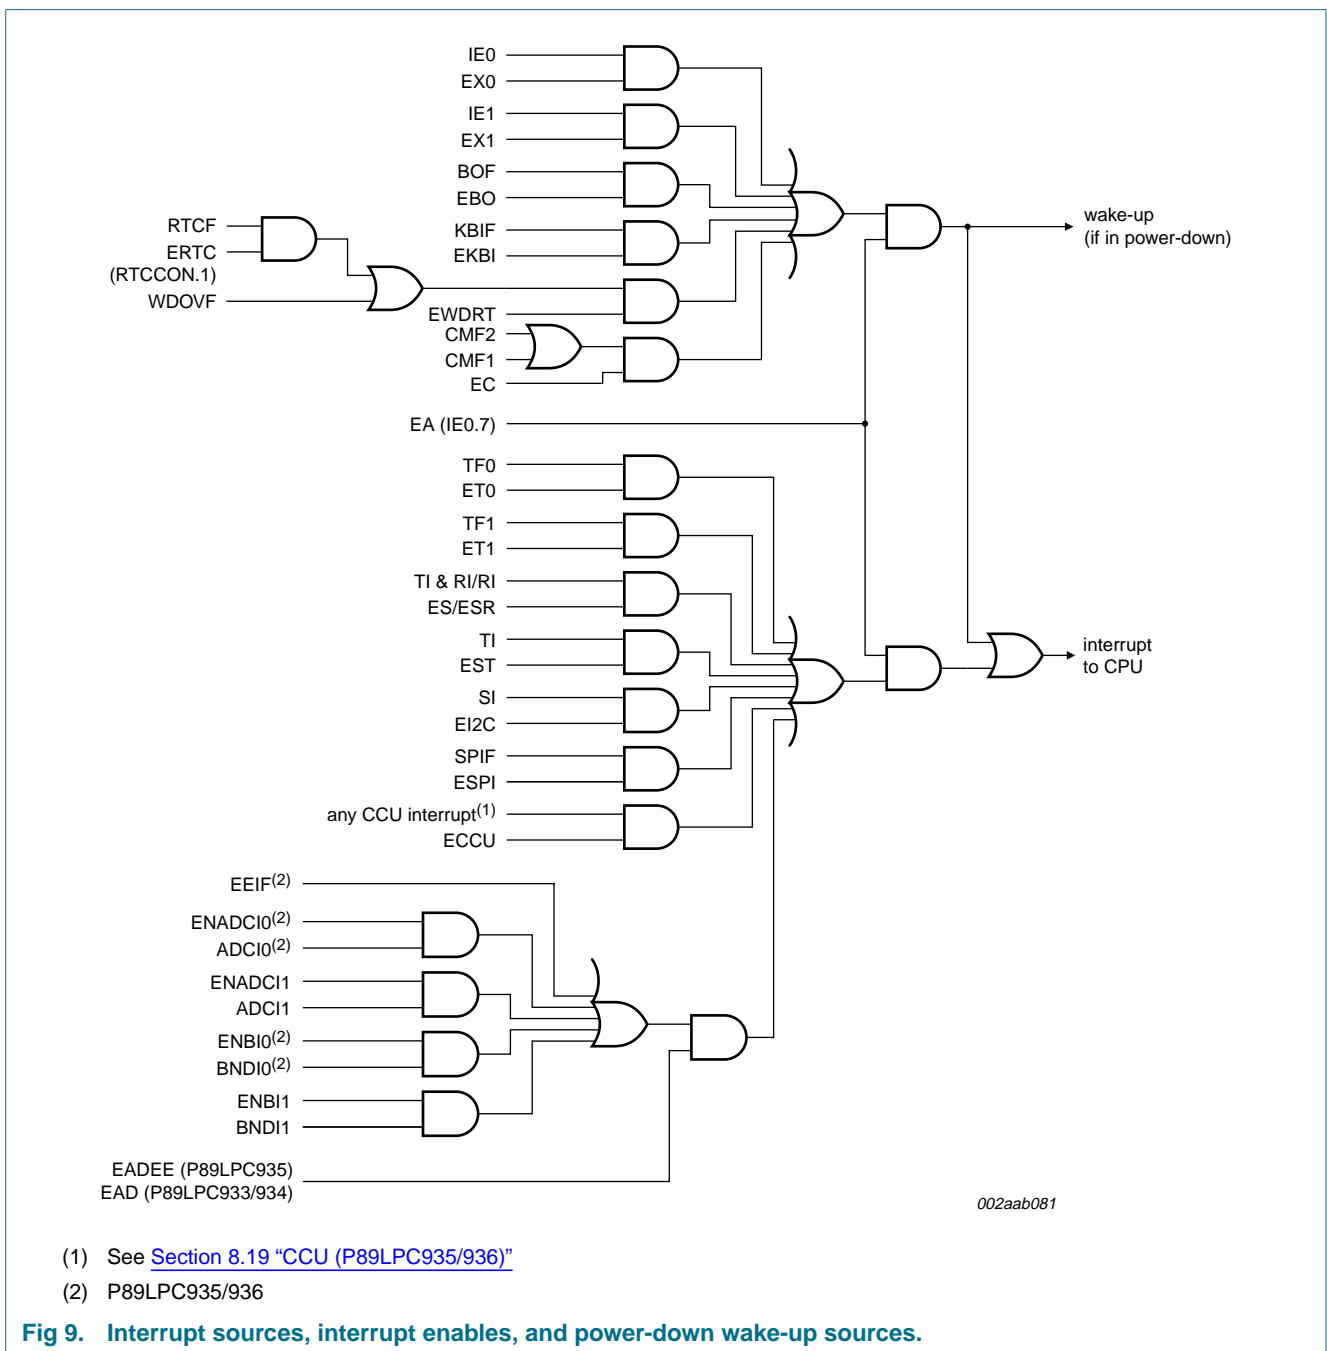 IE0
EX0
IE1
EX1
BOF
EBO
RTCF
KBIF
ERTC
EKBI
(RTCCON.1)
WDOVF
EWDRT
CMF2
CMF1
EC
wake-up
(if in power-down)
EA (IE0.7)
TF0
ET0
TF1
ET1
TI & RI/RI
ES/ESR
TI
EST
interrupt
to CPU
SI
EI2C
SPIF
ESPI
any CCU interrupt(1)
ECCU
EEIF(2)
ENADCI0(2)
ADCI0(2)
ENADCI1
ADCI1
ENBI0(2)
BNDI0(2)
ENBI1
BNDI1
EADEE (P89LPC935)
EAD (P89LPC933/934)
002aab081
(1) See Section 8.19 “CCU (P89LPC935/936)”
(2) P89LPC935/936
Fig 9. Interrupt sources, interrupt enables, and power-down wake-up sources.